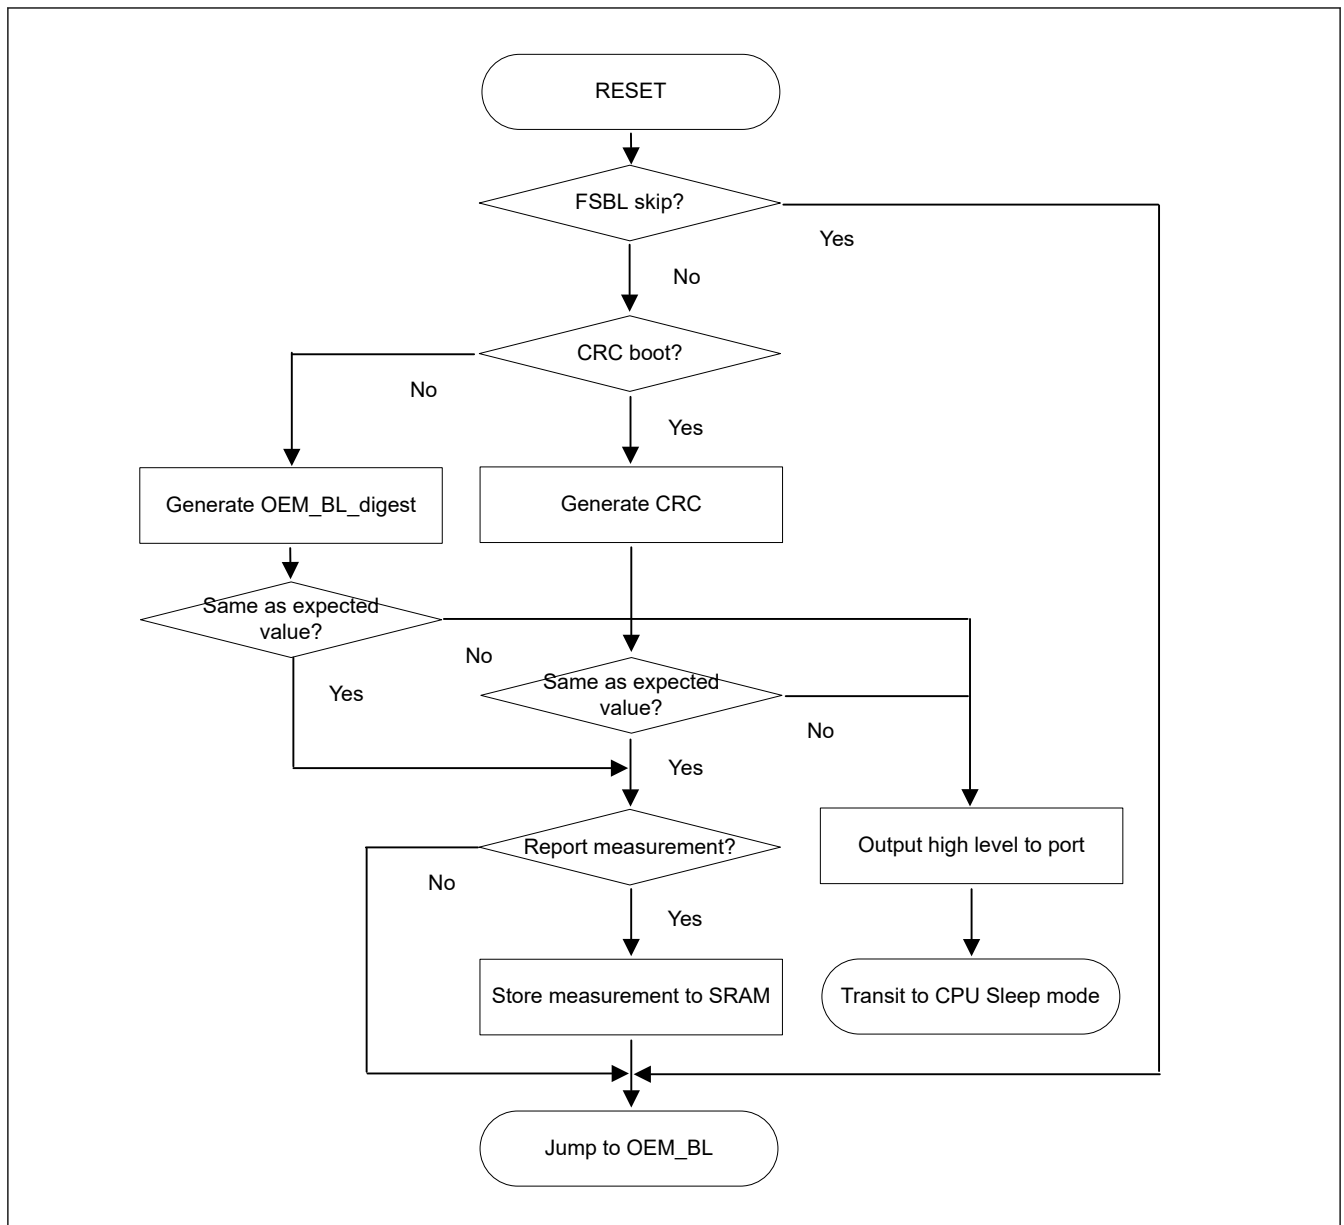 RESET
FSBL skip?
Yes
No
CRC boot?
No
Yes
Generate OEM_BL_digest
Generate CRC
Same as expected
value?
No
Yes
Same as expected
value?
No
Yes
Report measurement?
Output high level to port
No
Yes
Store measurement to SRAM
Transit to CPU Sleep mode
Jump to OEM_BL